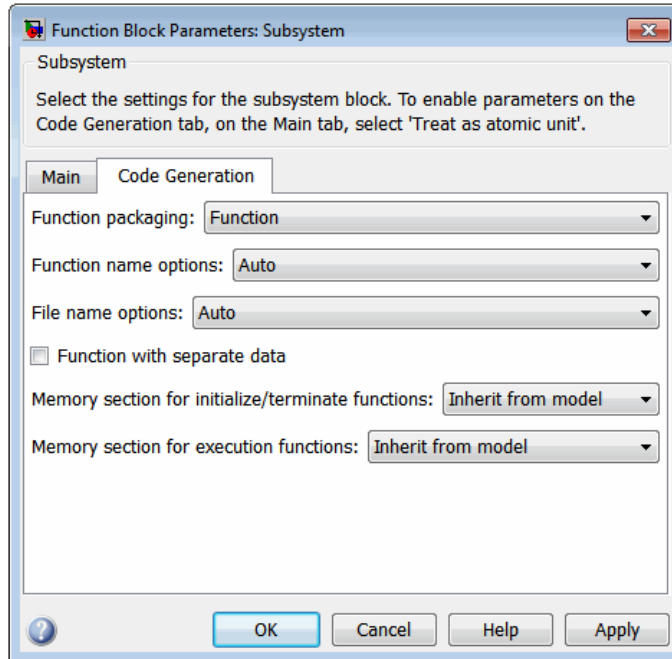 Function Block Parameters: Subsystem
Subsystem
Select the settings for the subsystem block. To enable parameters on the
Code Generation tab, on the Main tab, select 'Treat as atomic unit'.
Main Code Generation
Function packaging: Function
Function name options: Auto
File name options: Auto
Function with separate data
Memory section for initialize/terminate functions: Inherit from model
Memory section for execution functions: Inherit from model
? OK Cancel Help Apply